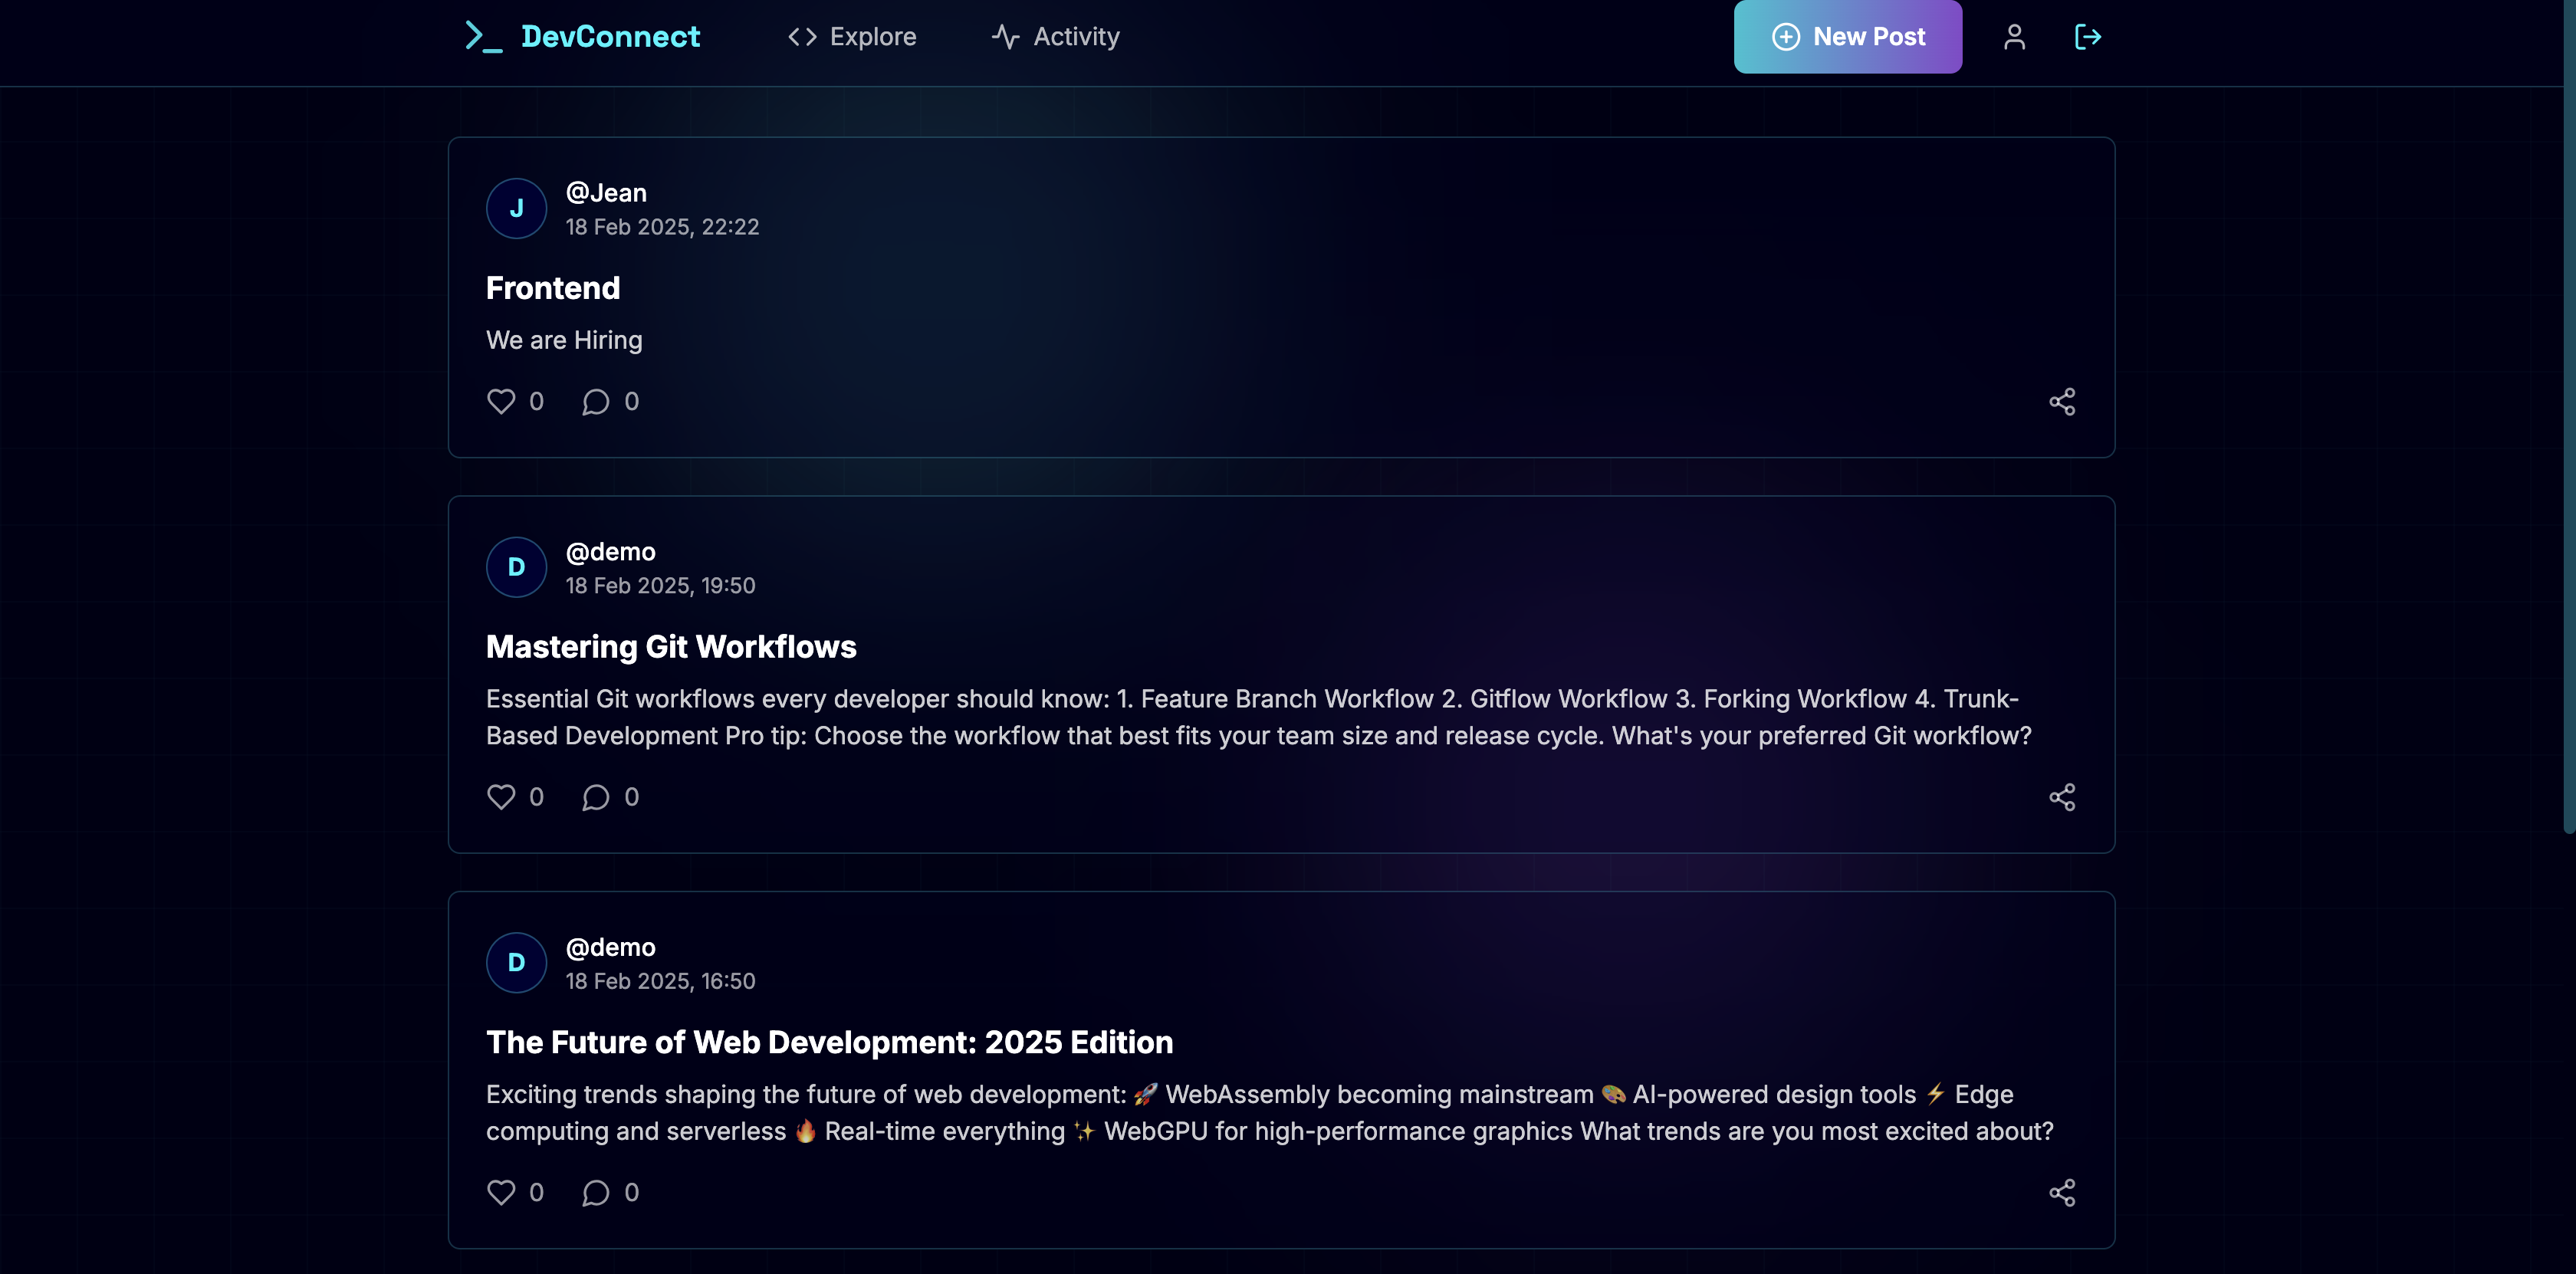 >_ DevConnect
Explore
Activity
New Post
J
@Jean
18 Feb 2025, 22:22
Frontend
We are Hiring
0
0
D
@demo
18 Feb 2025, 19:50
Mastering Git Workflows
Essential Git workflows every developer should know: 1. Feature Branch Workflow 2. Gitflow Workflow 3. Forking Workflow 4. Trunk-
Based Development Pro tip: Choose the workflow that best fits your team size and release cycle. What's your preferred Git workflow?
0
0
D
@demo
18 Feb 2025, 16:50
The Future of Web Development: 2025 Edition
Exciting trends shaping the future of web development: 🚀 WebAssembly becoming mainstream 🎨 AI-powered design tools ⚡ Edge
computing and serverless 🔥 Real-time everything ✨ WebGPU for high-performance graphics What trends are you most excited about?
0
0